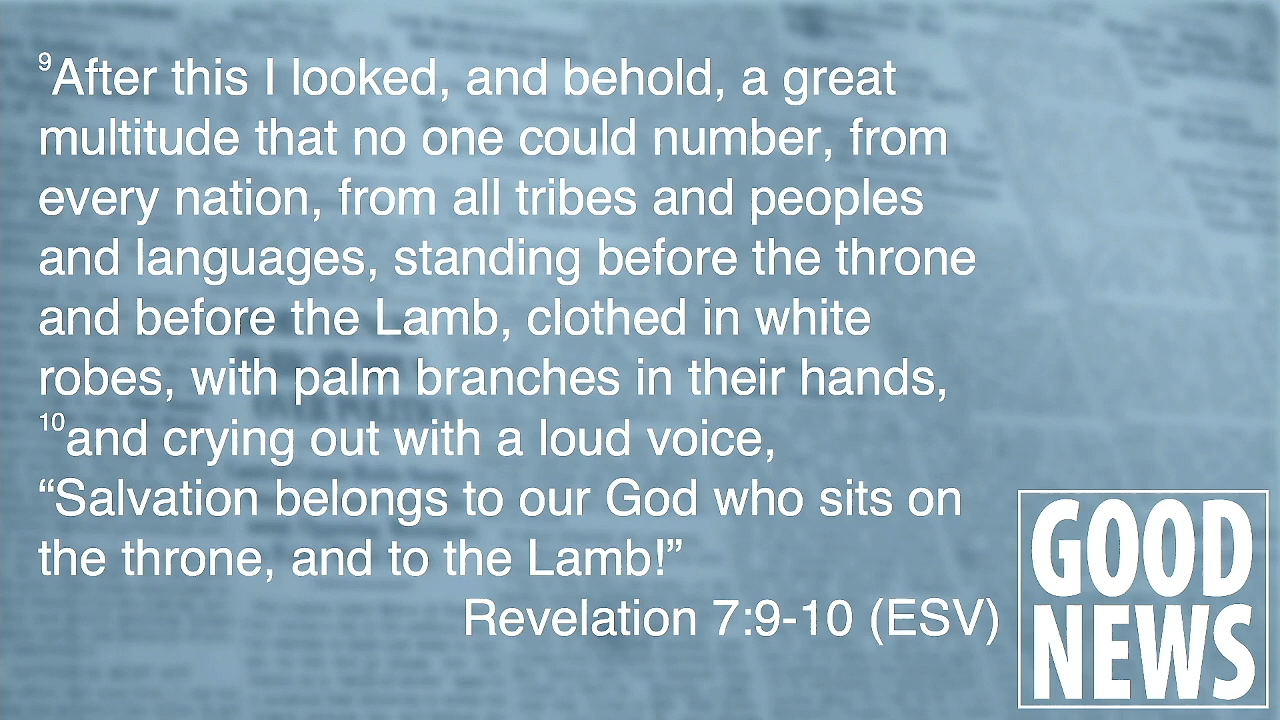 ⁹After this I looked, and behold, a great
multitude that no one could number, from
every nation, from all tribes and peoples
and languages, standing before the throne
and before the Lamb, clothed in white
robes, with palm branches in their hands,
¹⁰and crying out with a loud voice,
“Salvation belongs to our God who sits on
the throne, and to the Lamb!”
Revelation 7:9-10 (ESV)
GOOD
NEWS